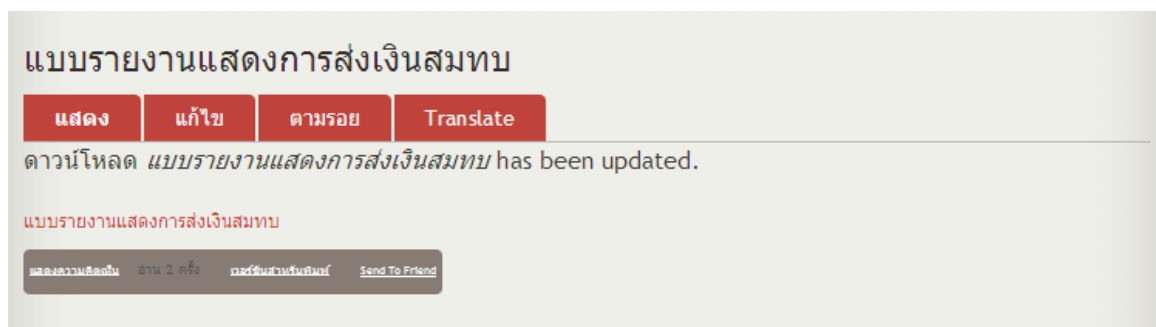 แบบรายงานแสดงการส่งเงินสมทบ
แสดง แก้ไข ตามรอย Translate
ดาวน์โหลด แบบรายงานแสดงการส่งเงินสมทบ has been updated.
แบบรายงานแสดงการส่งเงินสมทบ
แสดงความคิดเห็น อ่าน 2 ครั้ง เวอร์ชันสำหรับพิมพ์ Send To Friend